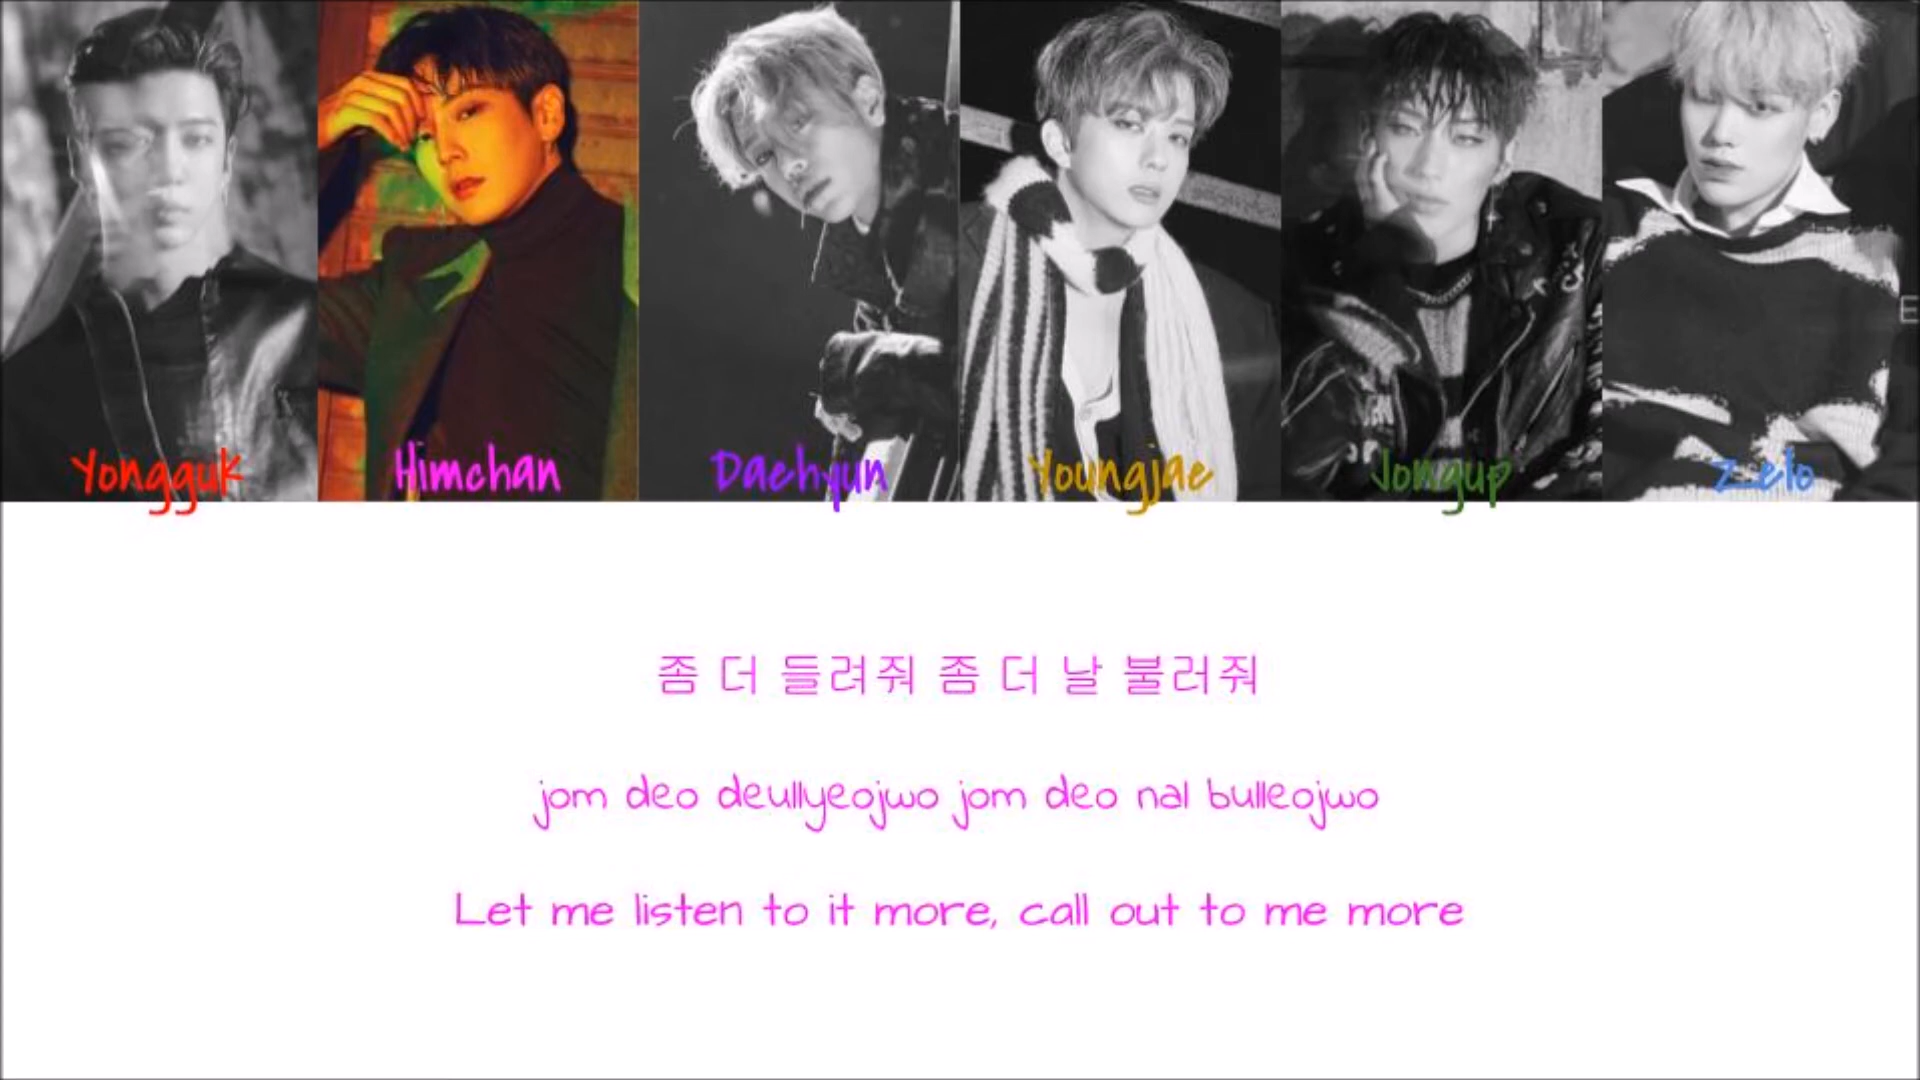 Yongguk Himchan Daehyun Youngjae Jongup Zelo
E
좀 더 들려줘 좀 더 날 불러줘
jom deo deullyeojwo jom deo nal bulleojwo
Let me listen to it more, call out to me more